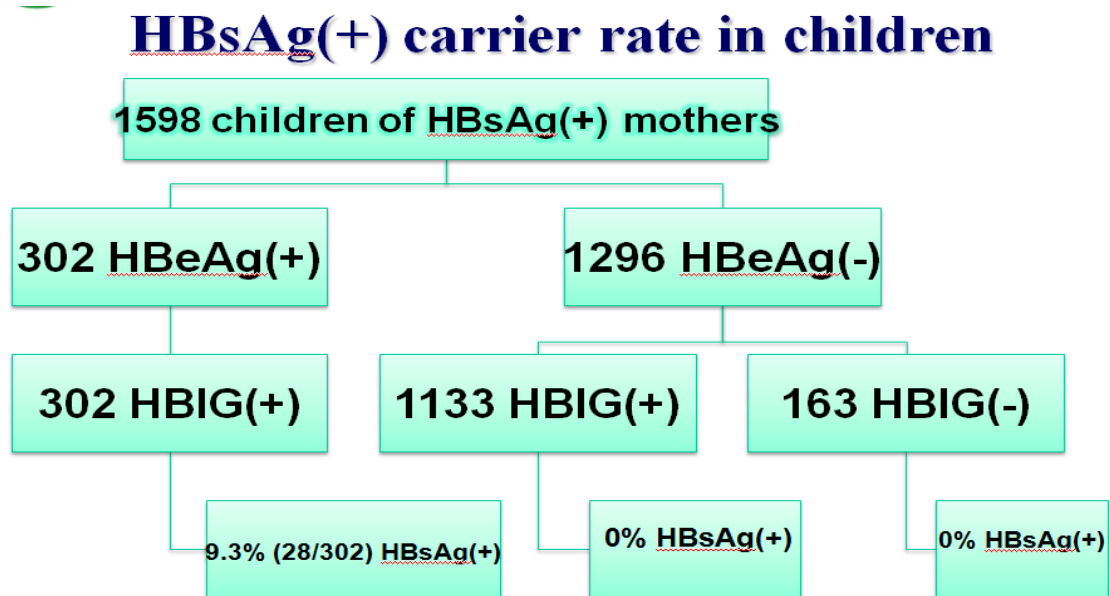 HBsAg(+) carrier rate in children
1598 children of HBsAg(+) mothers
302 HBeAg(+)
1296 HBeAg(-)
302 HBIG(+)
1133 HBIG(+)
163 HBIG(-)
9.3% (28/302) HBsAg(+)
0% HBsAg(+)
0% HBsAg(+)